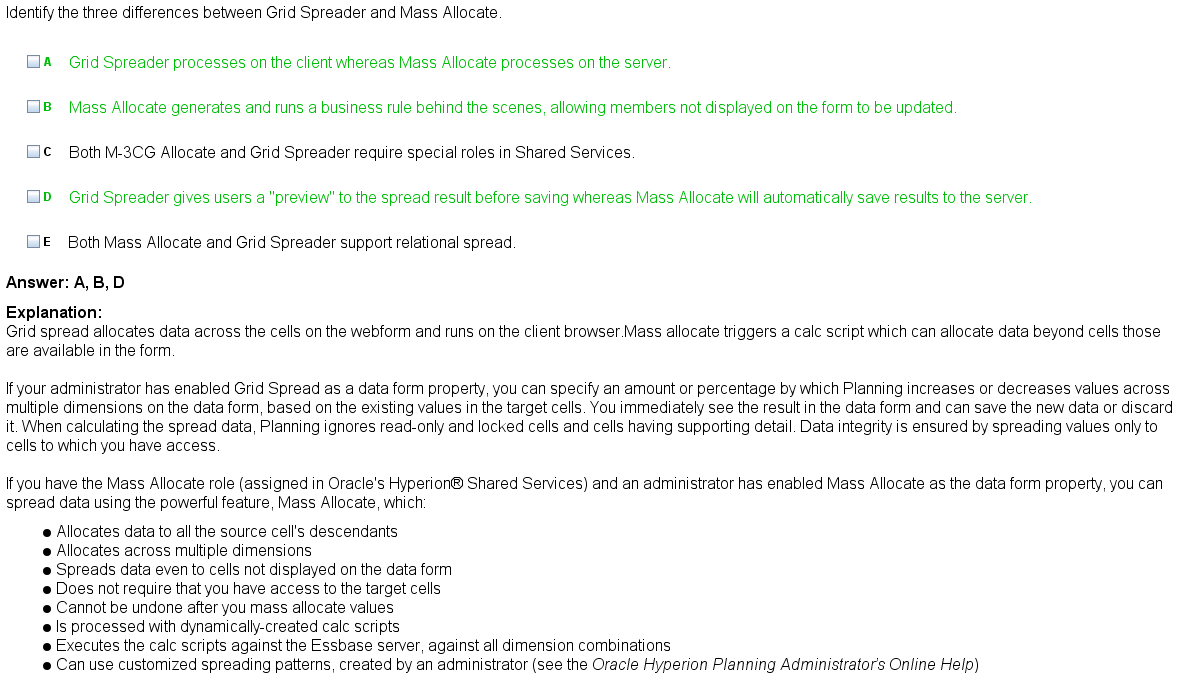 Identify the three differences between Grid Spreader and Mass Allocate.
A Grid Spreader processes on the client whereas Mass Allocate processes on the server.
B Mass Allocate generates and runs a business rule behind the scenes, allowing members not displayed on the form to be updated.
C Both M-3CG Allocate and Grid Spreader require special roles in Shared Services.
D Grid Spreader gives users a "preview" to the spread result before saving whereas Mass Allocate will automatically save results to the server.
E Both Mass Allocate and Grid Spreader support relational spread.
Answer: A, B, D
Explanation:
Grid spread allocates data across the cells on the webform and runs on the client browser.Mass allocate triggers a calc script which can allocate data beyond cells those
are available in the form.
If your administrator has enabled Grid Spread as a data form property, you can specify an amount or percentage by which Planning increases or decreases values across
multiple dimensions on the data form, based on the existing values in the target cells. You immediately see the result in the data form and can save the new data or discard
it. When calculating the spread data, Planning ignores read-only and locked cells and cells having supporting detail. Data integrity is ensured by spreading values only to
cells to which you have access.
If you have the Mass Allocate role (assigned in Oracle's Hyperion® Shared Services) and an administrator has enabled Mass Allocate as the data form property, you can
spread data using the powerful feature, Mass Allocate, which:
● Allocates data to all the source cell's descendants
● Allocates across multiple dimensions
● Spreads data even to cells not displayed on the data form
● Does not require that you have access to the target cells
● Cannot be undone after you mass allocate values
● Is processed with dynamically-created calc scripts
● Executes the calc scripts against the Essbase server, against all dimension combinations
● Can use customized spreading patterns, created by an administrator (see the Oracle Hyperion Planning Administrator's Online Help)